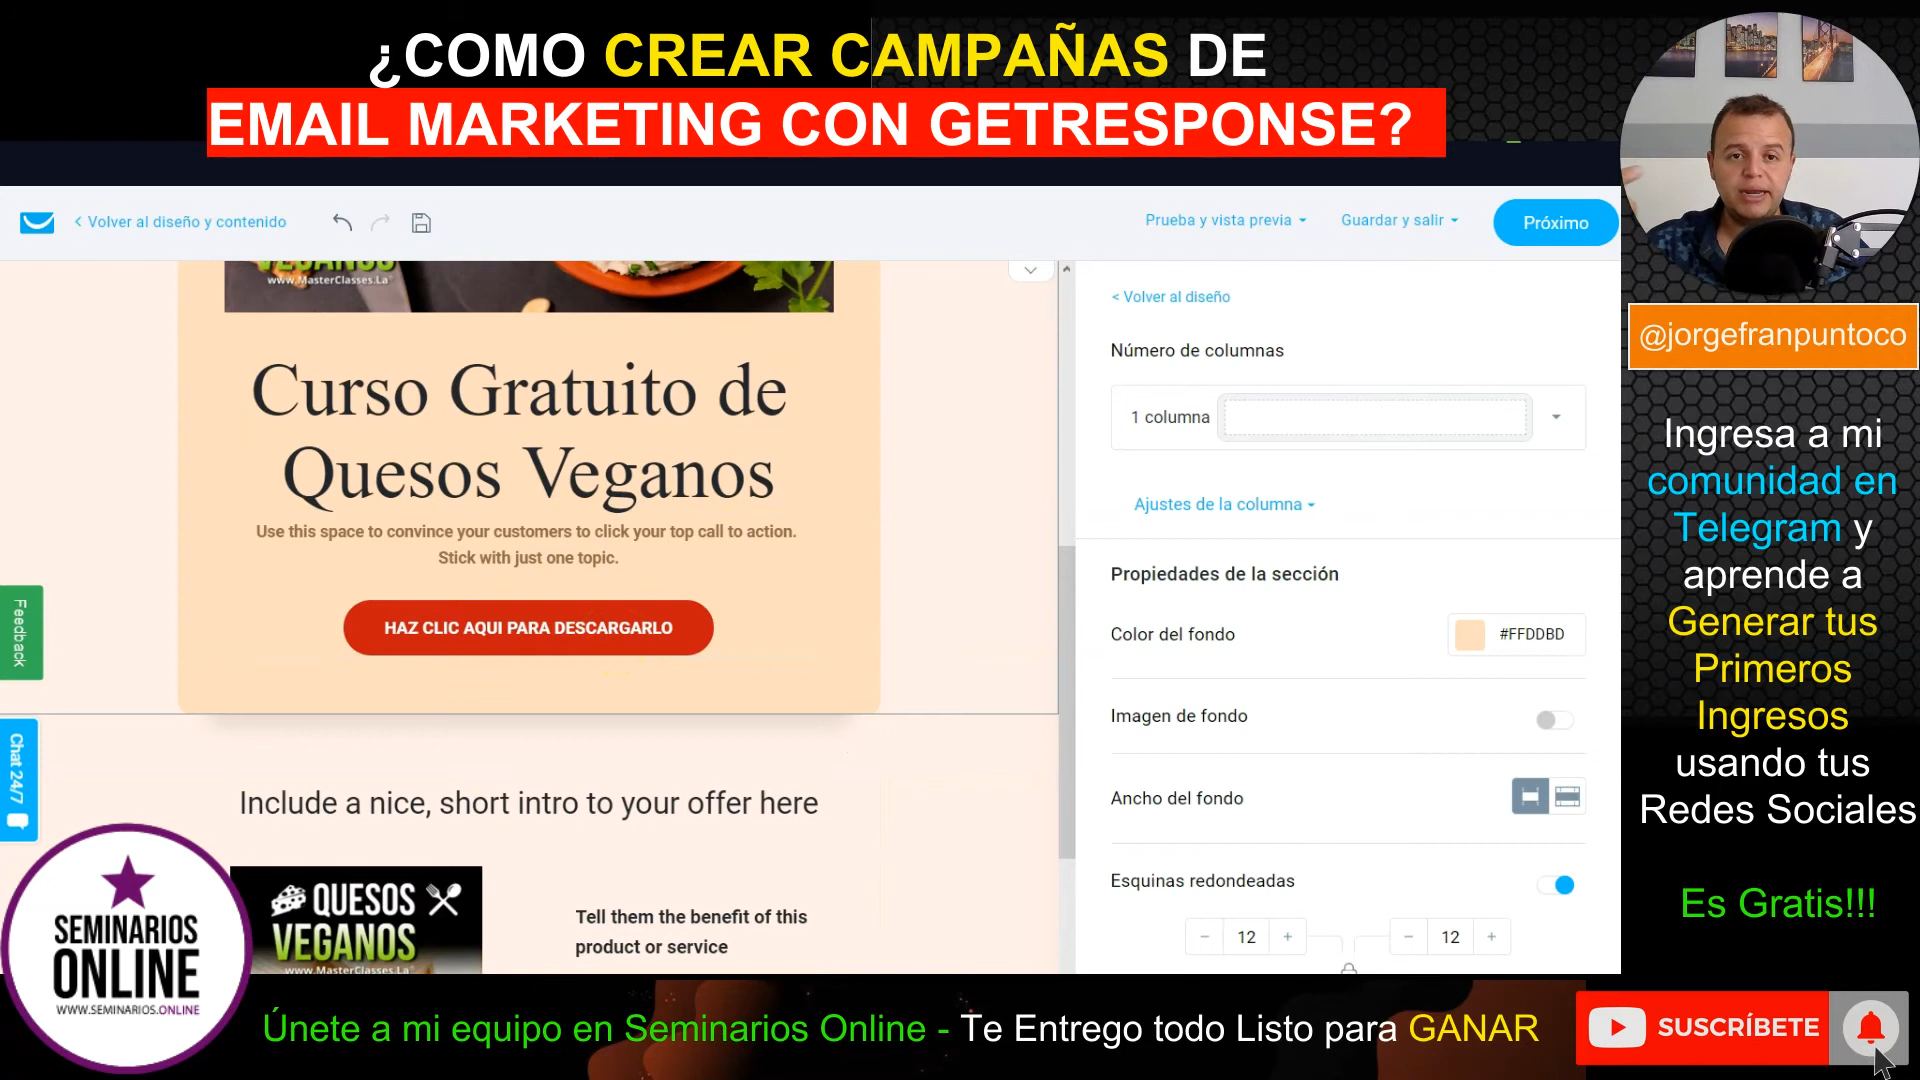 ¿COMO CREAR CAMPAÑAS DE
EMAIL MARKETING CON GETRESPONSE?
< Volver al diseño y contenido
Prueba y vista previa
Guardar y salir
Próximo
VEGANOS
www.MasterClasses.La
Curso Gratuito de
Quesos Veganos
Use this space to convince your customers to click your top call to action.
Stick with just one topic.
HAZ CLIC AQUI PARA DESCARGARLO
Include a nice, short intro to your offer here
QUESOS
VEGANOS
www.MasterClasses.La
Tell them the benefit of this
product or service
Feedback
Chat 24/7
< Volver al diseño
Número de columnas
1 columna
Ajustes de la columna
Propiedades de la sección
Color del fondo
#FFDDBD
Imagen de fondo
Ancho del fondo
Esquinas redondeadas
− 12 +
− 12 +
@jorgefranpuntoco
Ingresa a mi
comunidad en
Telegram y
aprende a
Generar tus
Primeros
Ingresos
usando tus
Redes Sociales
Es Gratis!!!
SEMINARIOS
ONLINE
WWW.SEMINARIOS.ONLINE
Únete a mi equipo en Seminarios Online - Te Entrego todo Listo para GANAR
SUSCRÍBETE